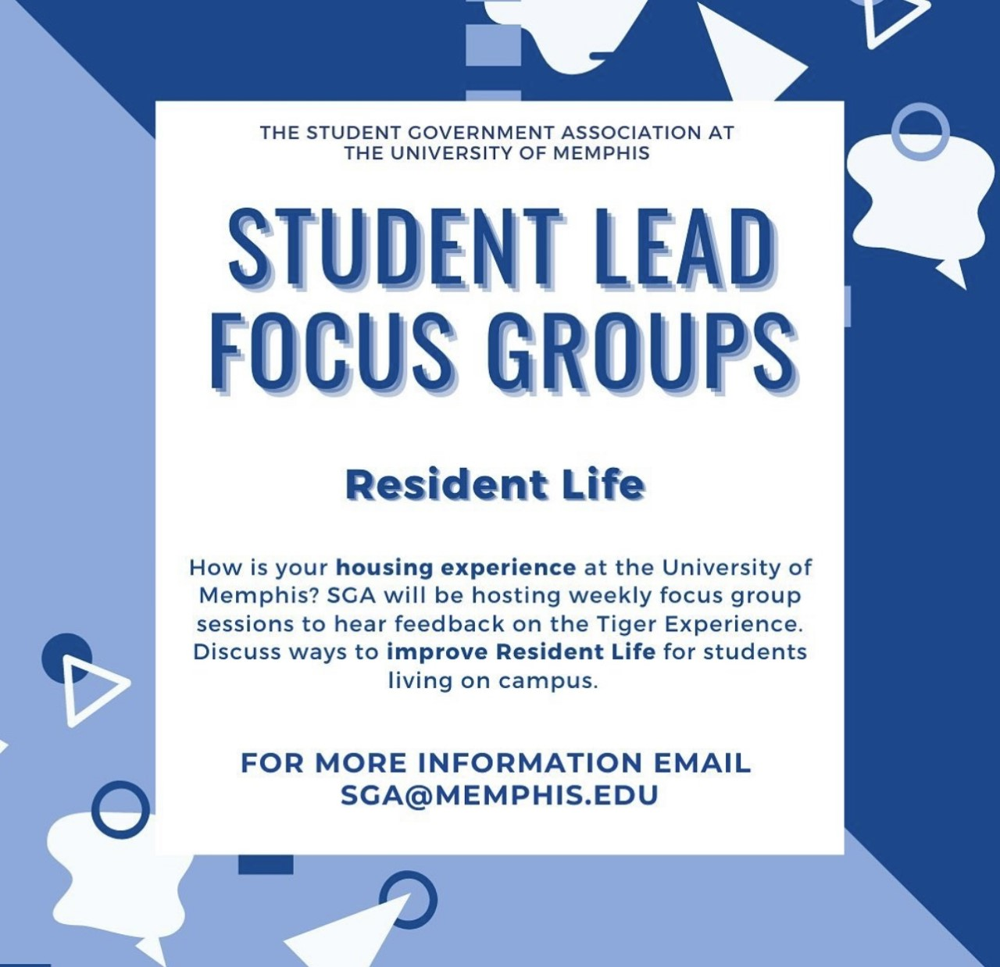 THE STUDENT GOVERNMENT ASSOCIATION AT
THE UNIVERSITY OF MEMPHIS
STUDENT LEAD
FOCUS GROUPS
Resident Life
How is your housing experience at the University of
Memphis? SGA will be hosting weekly focus group
sessions to hear feedback on the Tiger Experience.
Discuss ways to improve Resident Life for students
living on campus.
FOR MORE INFORMATION EMAIL
SGA@MEMPHIS.EDU